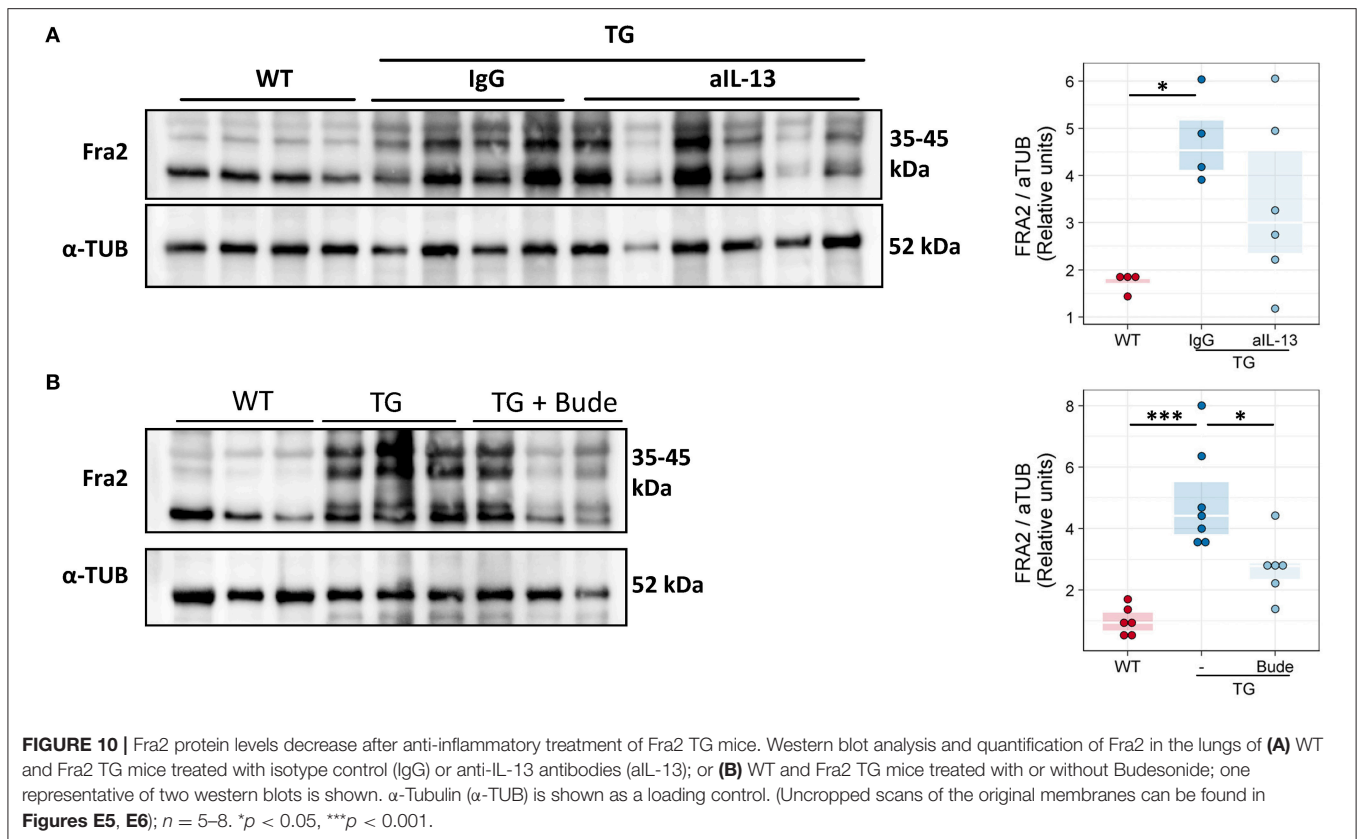 A
TG
WT IgG aIL-13
Fra2
35-45
kDa
α-TUB
52 kDa
6
5
4
3
2
1
FRA2 / aTUB
(Relative units)
*
WT IgG aIL-13
TG
B
WT TG TG + Bude
Fra2
35-45
kDa
α-TUB
52 kDa
8
6
4
2
FRA2 / aTUB
(Relative units)
*** *
WT - Bude
TG
FIGURE 10 | Fra2 protein levels decrease after anti-inflammatory treatment of Fra2 TG mice. Western blot analysis and quantification of Fra2 in the lungs of (A) WT
and Fra2 TG mice treated with isotype control (IgG) or anti-IL-13 antibodies (aIL-13); or (B) WT and Fra2 TG mice treated with or without Budesonide; one
representative of two western blots is shown. α-Tubulin (α-TUB) is shown as a loading control. (Uncropped scans of the original membranes can be found in
Figures E5, E6); n = 5–8. *p < 0.05, ***p < 0.001.